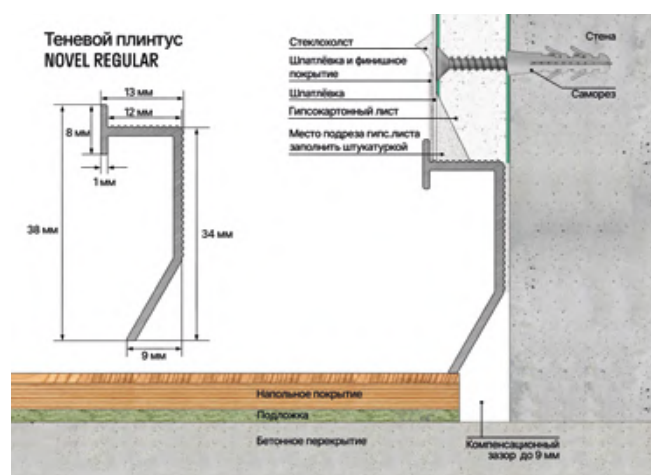 Теневой плинтус
NOVEL REGULAR
13 мм
12 мм
8 мм
1 мм
38 мм
34 мм
9 мм
Стеклохолст
Шпатлёвка и финишное
покрытие
Шпатлёвка
Гипсокартонный лист
Место подреза гипс.листа
заполнить штукатуркой
Стена
Саморез
Напольное покрытие
Подложка
Бетонное перекрытие
Компенсационный
зазор до 9 мм